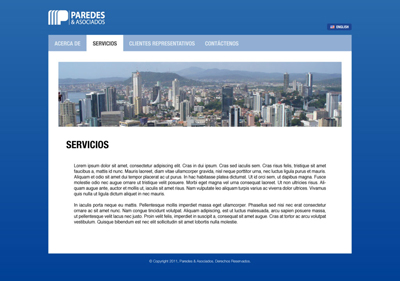 PAREDES
& ASOCIADOS
ENGLISH
ACERCA DE SERVICIOS CLIENTES REPRESENTATIVOS CONTÁCTENOS
SERVICIOS
Lorem ipsum dolor sit amet, consectetur adipiscing elit. Cras in dui ipsum. Cras sed iaculis sem. Cras risus felis, tristique sit amet
faucibus a, mattis id nunc. Mauris laoreet, diam vitae ullamcorper gravida, nisl neque porttitor urna, nec luctus ligula purus et mauris.
Aliquam et odio sit amet dui tempor placerat ac ut purus. In hac habitasse platea dictumst. Ut id orci sem, ut dapibus magna. Fusce
molestie odio nec augue ornare ut tristique velit posuere. Morbi eget magna vel urna consequat laoreet. Ut non ultrices risus. Ali-
quam augue ante, auctor et mollis ut, iaculis sit amet risus. Nam vulputate leo aliquam turpis varius ac viverra dolor varius. Vivamus
quis nulla ut ligula dictum aliquet in nec mauris.
In iaculis porta neque eu mattis. Pellentesque mollis imperdiet massa eget ullamcorper. Phasellus sed nisi nec erat consectetur
ornare ac sit amet nunc. Nam congue tincidunt volutpat. Aliquam adipiscing, est ut luctus malesuada, arcu sapien posuere massa,
ut pellentesque velit lacus nec justo. Proin velit felis, imperdiet in suscipit a, consequat sit amet augue. Cras at tortor ac arcu volutpat
vestibulum. Quisque bibendum est nec elit sollicitudin sit amet lobortis nulla molestie.
© Copyright 2011, Paredes & Asociados. Derechos Reservados.